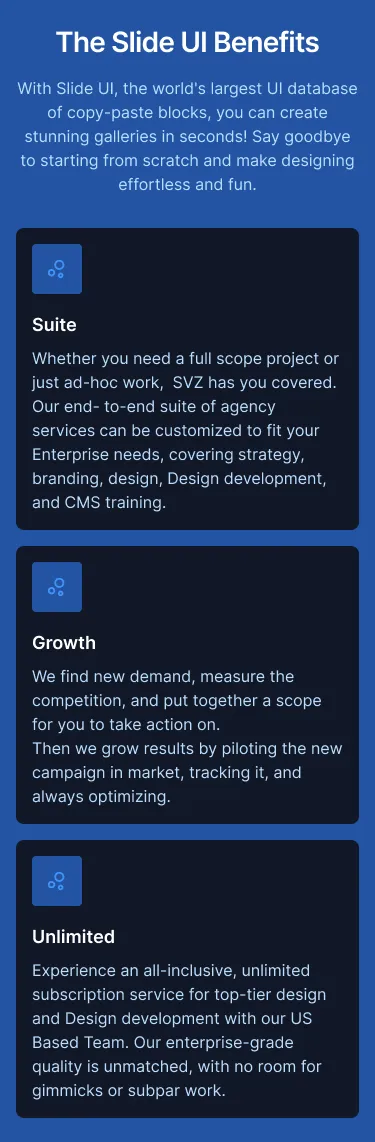 The Slide UI Benefits
With Slide UI, the world's largest UI database
of copy-paste blocks, you can create
stunning galleries in seconds! Say goodbye
to starting from scratch and make designing
effortless and fun.
Suite
Whether you need a full scope project or
just ad-hoc work,  SVZ has you covered.
Our end- to-end suite of agency
services can be customized to fit your
Enterprise needs, covering strategy,
branding, design, Design development,
and CMS training.
Growth
We find new demand, measure the
competition, and put together a scope
for you to take action on.
Then we grow results by piloting the new
campaign in market, tracking it, and
always optimizing.
Unlimited
Experience an all-inclusive, unlimited
subscription service for top-tier design
and Design development with our US
Based Team. Our enterprise-grade
quality is unmatched, with no room for
gimmicks or subpar work.